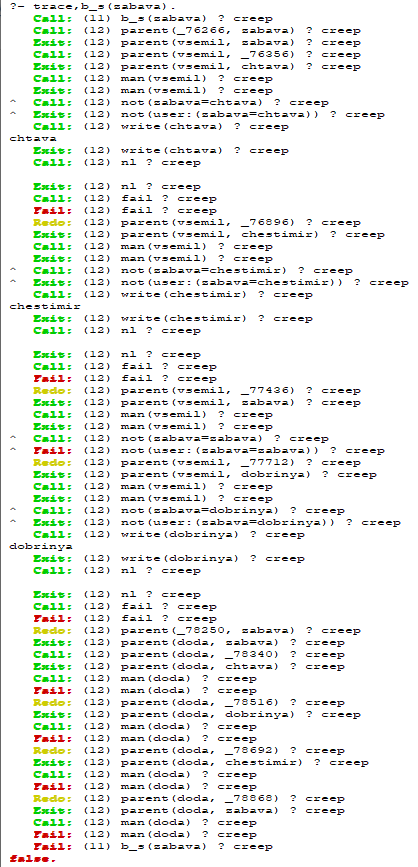 ?- trace,b_s(zabava).
   Call: (11) b_s(zabava) ? creep
   Call: (12) parent(_76266, zabava) ? creep
   Exit: (12) parent(vsemil, zabava) ? creep
   Call: (12) parent(vsemil, _76356) ? creep
   Exit: (12) parent(vsemil, chtava) ? creep
   Call: (12) man(vsemil) ? creep
   Exit: (12) man(vsemil) ? creep
^  Call: (12) not(zabava=chtava) ? creep
^  Exit: (12) not(user:(zabava=chtava)) ? creep
   Call: (12) write(chtava) ? creep
chtava
   Exit: (12) write(chtava) ? creep
   Call: (12) nl ? creep

   Exit: (12) nl ? creep
   Call: (12) fail ? creep
   Fail: (12) fail ? creep
   Redo: (12) parent(vsemil, _76896) ? creep
   Exit: (12) parent(vsemil, chestimir) ? creep
   Call: (12) man(vsemil) ? creep
   Exit: (12) man(vsemil) ? creep
^  Call: (12) not(zabava=chestimir) ? creep
^  Exit: (12) not(user:(zabava=chestimir)) ? creep
   Call: (12) write(chestimir) ? creep
chestimir
   Exit: (12) write(chestimir) ? creep
   Call: (12) nl ? creep

   Exit: (12) nl ? creep
   Call: (12) fail ? creep
   Fail: (12) fail ? creep
   Redo: (12) parent(vsemil, _77436) ? creep
   Exit: (12) parent(vsemil, zabava) ? creep
   Call: (12) man(vsemil) ? creep
   Exit: (12) man(vsemil) ? creep
^  Call: (12) not(zabava=zabava) ? creep
^  Fail: (12) not(user:(zabava=zabava)) ? creep
   Redo: (12) parent(vsemil, _77712) ? creep
   Exit: (12) parent(vsemil, dobrinya) ? creep
   Call: (12) man(vsemil) ? creep
   Exit: (12) man(vsemil) ? creep
^  Call: (12) not(zabava=dobrinya) ? creep
^  Exit: (12) not(user:(zabava=dobrinya)) ? creep
   Call: (12) write(dobrinya) ? creep
dobrinya
   Exit: (12) write(dobrinya) ? creep
   Call: (12) nl ? creep

   Exit: (12) nl ? creep
   Call: (12) fail ? creep
   Fail: (12) fail ? creep
   Redo: (12) parent(_78250, zabava) ? creep
   Exit: (12) parent(doda, zabava) ? creep
   Call: (12) parent(doda, _78340) ? creep
   Exit: (12) parent(doda, chtava) ? creep
   Call: (12) man(doda) ? creep
   Fail: (12) man(doda) ? creep
   Redo: (12) parent(doda, _78516) ? creep
   Exit: (12) parent(doda, dobrinya) ? creep
   Call: (12) man(doda) ? creep
   Fail: (12) man(doda) ? creep
   Redo: (12) parent(doda, _78692) ? creep
   Exit: (12) parent(doda, chestimir) ? creep
   Call: (12) man(doda) ? creep
   Fail: (12) man(doda) ? creep
   Redo: (12) parent(doda, _78868) ? creep
   Exit: (12) parent(doda, zabava) ? creep
   Call: (12) man(doda) ? creep
   Fail: (12) man(doda) ? creep
   Fail: (11) b_s(zabava) ? creep
false.